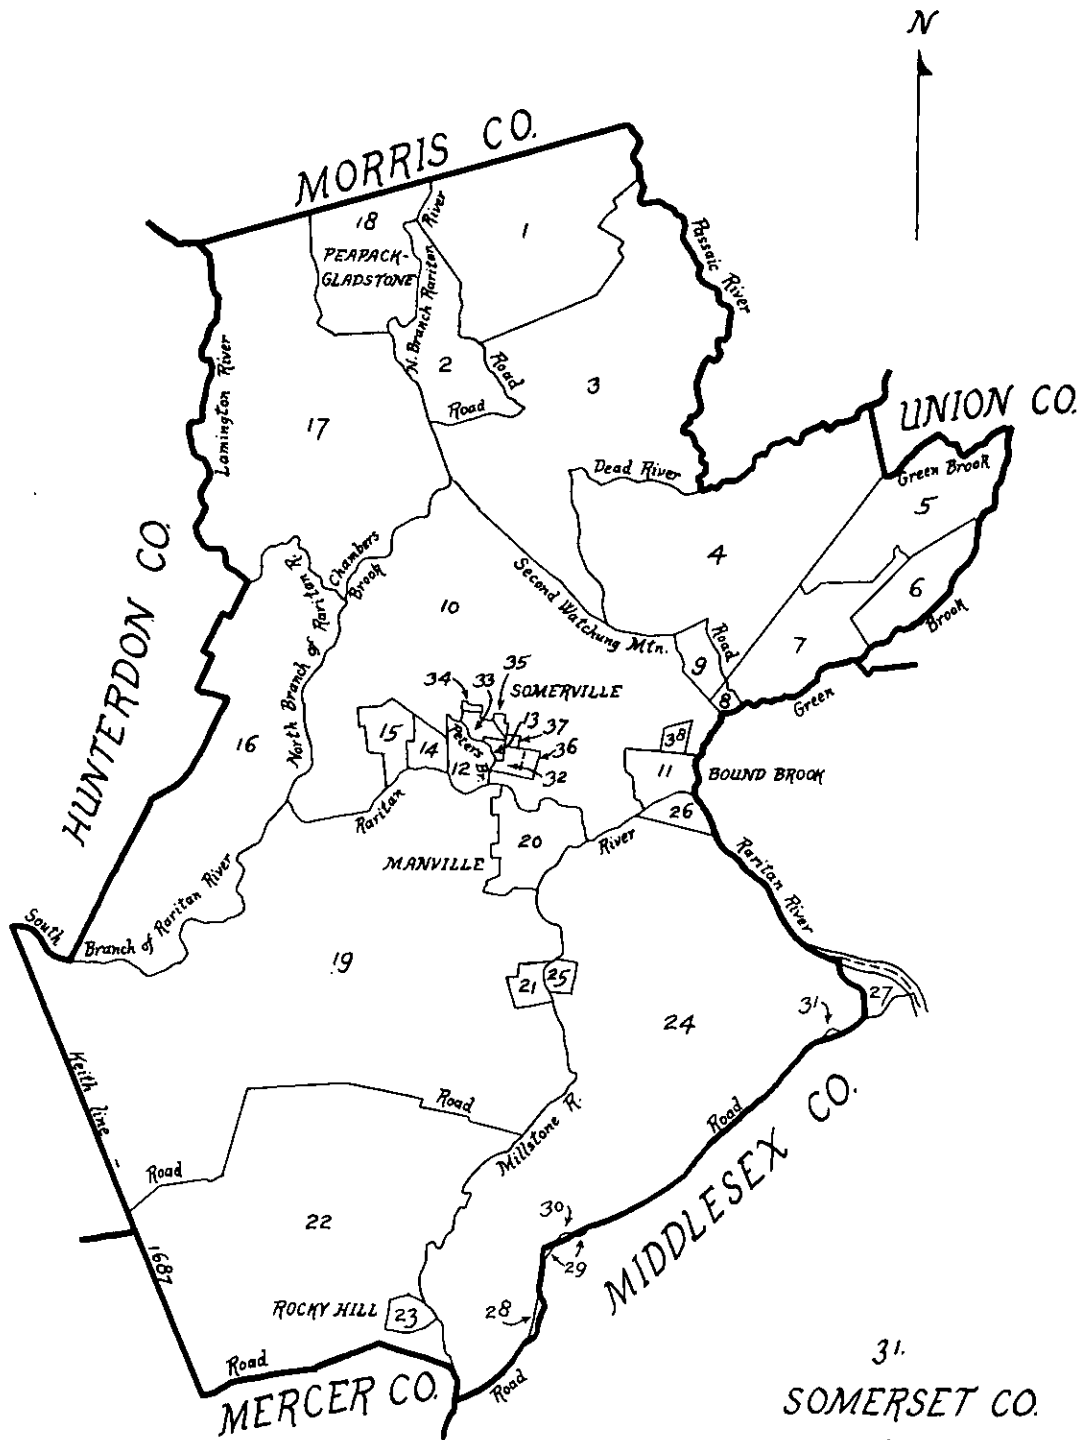 N
MORRIS CO.
18
PEAPACK-
GLADSTONE
River
N. Branch Raritan
1
Passaic River
Lamington River
2
Road
Road
3
17
UNION CO.
Dead River
Green Brook
5
4
6
Brook
7
Green
HUNTERDON CO.
Chambers
Brook
North Branch of Raritan R.
10
Second Watchung Mtn.
Road
9
8
34
33
35
SOMERVILLE
13
37
36
32
Peters
Br.
15
14
12
16
38
11
BOUND BROOK
26
Raritan
River
20
MANVILLE
Raritan River
South
Branch of Raritan River
19
21
25
24
31
27
Keith line
1687
Road
Road
Millstone R.
Road
MIDDLESEX CO.
22
30
29
28
ROCKY HILL
23
Road
MERCER CO.
Road
31.
SOMERSET CO.